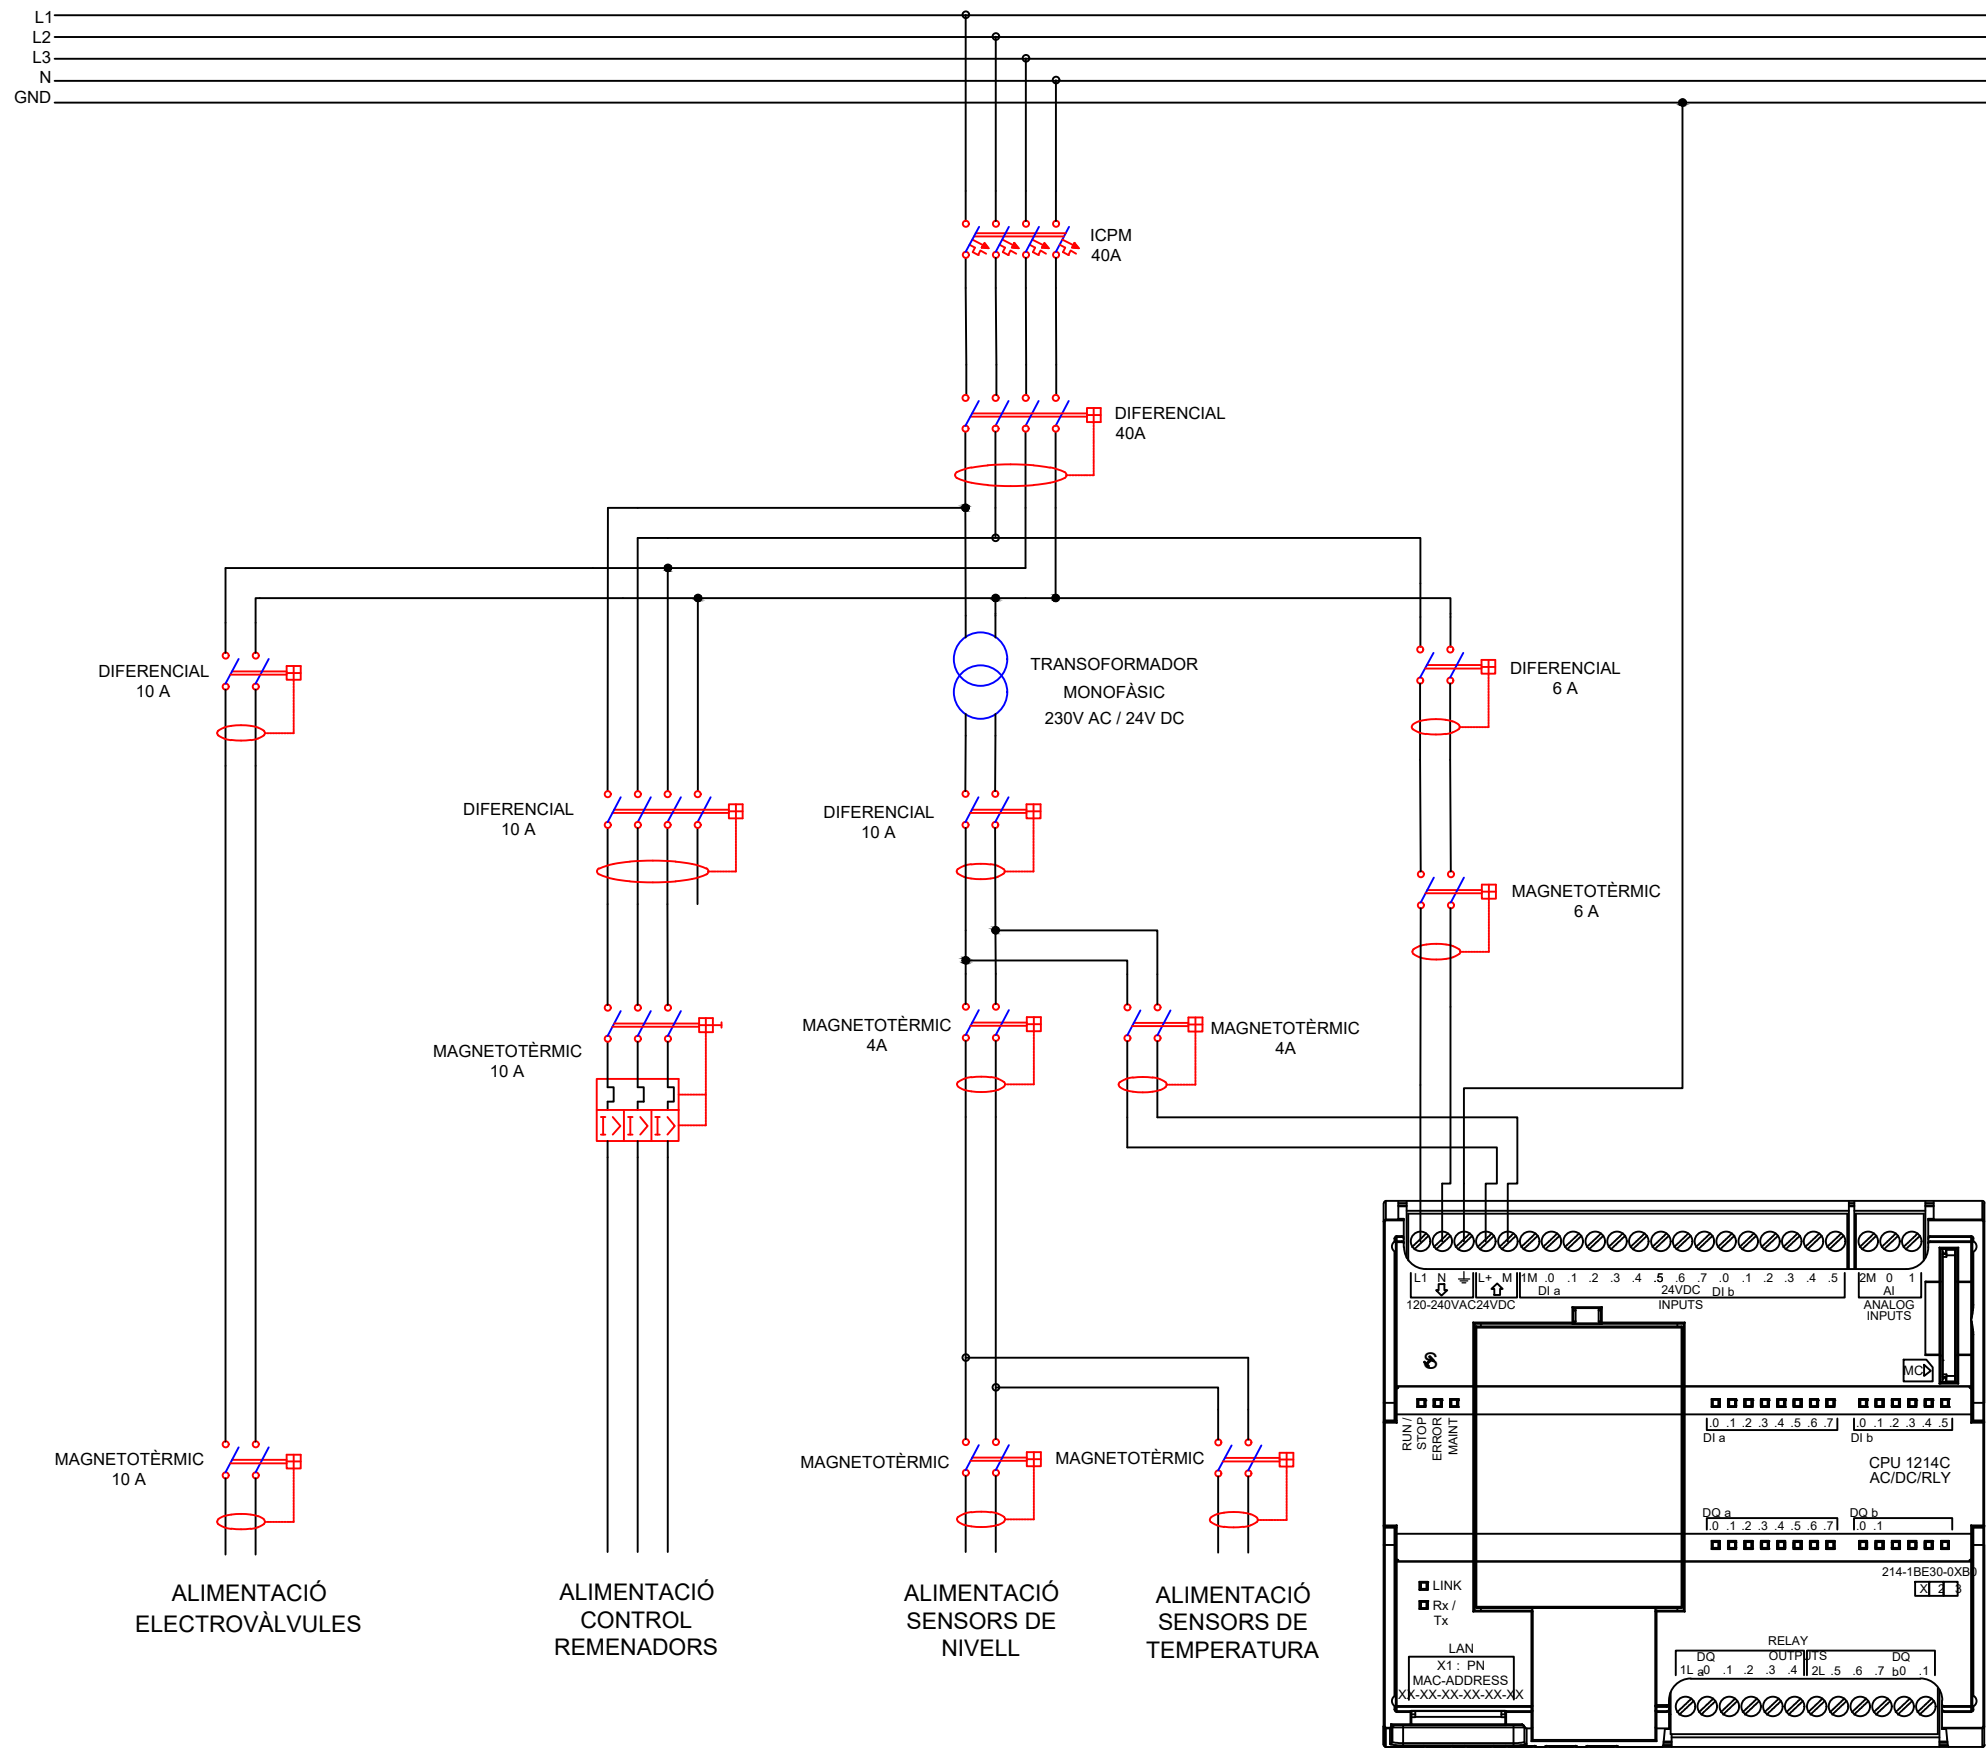 L1
L2
L3
N
GND
ICPM
40A
DIFERENCIAL
40A
DIFERENCIAL
10 A
TRANSOFORMADOR
MONOFÀSIC
230V AC / 24V DC
DIFERENCIAL
6 A
DIFERENCIAL
10 A
DIFERENCIAL
10 A
MAGNETOTÈRMIC
6 A
MAGNETOTÈRMIC
10 A
I> I> I>
MAGNETOTÈRMIC
4A
MAGNETOTÈRMIC
4A
MAGNETOTÈRMIC
10 A
MAGNETOTÈRMIC
MAGNETOTÈRMIC
ALIMENTACIÓ
ELECTROVÀLVULES
ALIMENTACIÓ
CONTROL
REMENADORS
ALIMENTACIÓ
SENSORS DE
NIVELL
ALIMENTACIÓ
SENSORS DE
TEMPERATURA
L1 N L+ M 1M .0 .1 .2 .3 .4 .5 .6 .7 .0 .1 .2 .3 .4 .5 2M 0 1
DI a 24VDC DI b AI
120-240VAC 24VDC INPUTS ANALOG
INPUTS
MC
RUN /
STOP
ERROR
MAINT
.0 .1 .2 .3 .4 .5 .6 .7 .0 .1 .2 .3 .4 .5
DI a DI b
CPU 1214C
AC/DC/RLY
DQ a DQ b
.0 .1 .2 .3 .4 .5 .6 .7 .0 .1
214-1BE30-0XB0
X 2 3
LINK
Rx /
Tx
LAN
X1 : PN
MAC-ADDRESS
XX-XX-XX-XX-XX-XX
RELAY
OUTPUTS
DQ a DQ b
1L .0 .1 .2 .3 .4 2L .5 .6 .7 .0 .1